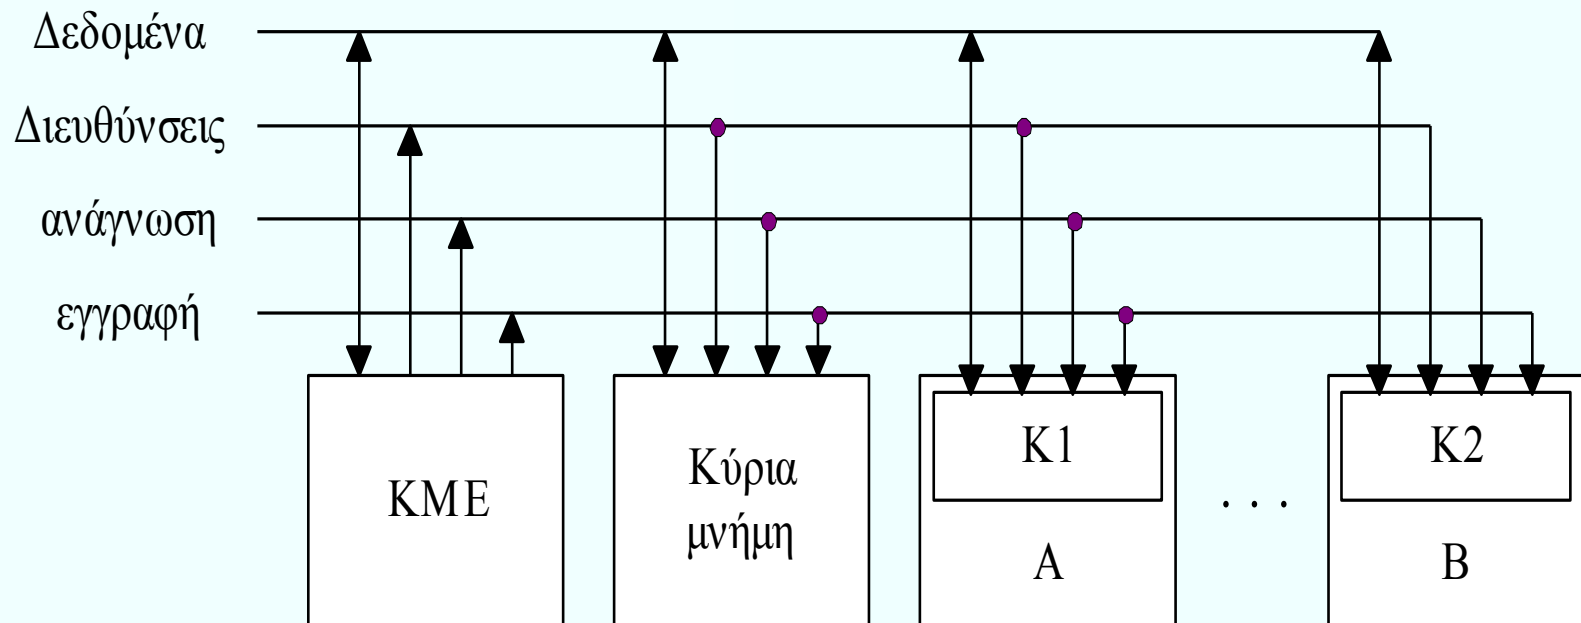 Δεδομένα
Διευθύνσεις
ανάγνωση
εγγραφή
ΚΜΕ
Κύρια
μνήμη
Κ1
Α
. . .
Κ2
Β